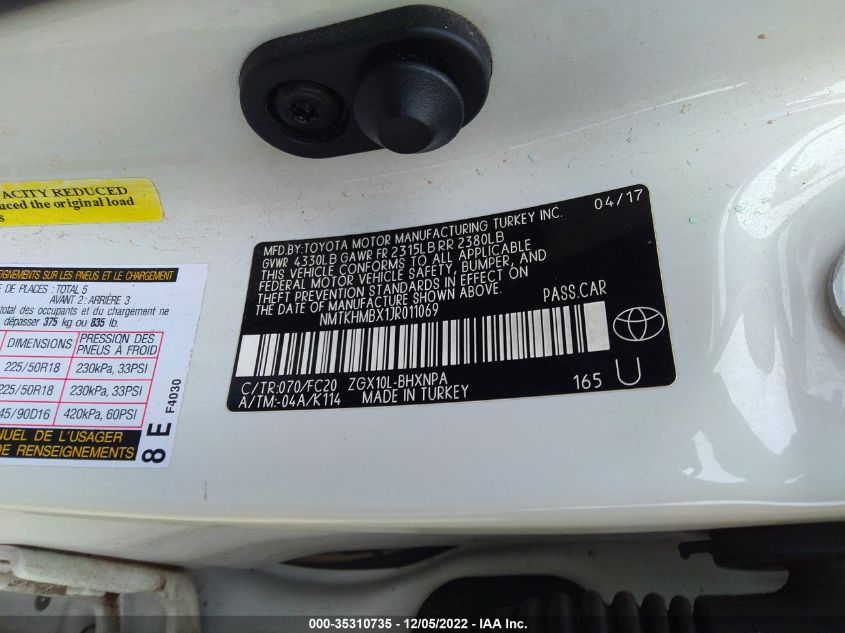 ACITY REDUCED
uced the original load
s
MFD.BY:TOYOTA MOTOR MANUFACTURING TURKEY INC. 04/17
GVWR 4330LB GAWR FR 2315LB RR 2380LB
THIS VEHICLE CONFORMS TO ALL APPLICABLE
FEDERAL MOTOR VEHICLE SAFETY, BUMPER, AND
THEFT PREVENTION STANDARDS IN EFFECT ON
THE DATE OF MANUFACTURE SHOWN ABOVE.
NMTKHMBX1JR011069 PASS.CAR
C/TR:070/FC20 ZGX10L-BHXNPA 165 U
A/TM:-04A/K114 MADE IN TURKEY
SEIGNEMENTS SUR LES PNEUS ET LE CHARGEMENT
E DE PLACES : TOTAL 5
AVANT 2 : ARRIÈRE 3
total des occupants et du chargement ne
dépasser 375 kg ou 835 lb.
DIMENSIONS PRESSION DES PNEUS À FROID
225/50R18 230kPa, 33PSI
225/50R18 230kPa, 33PSI
45/90D16 420kPa, 60PSI
NUEL DE L'USAGER
DE RENSEIGNEMENTS
8 E F4030
000-35310735 - 12/05/2022 - IAA Inc.